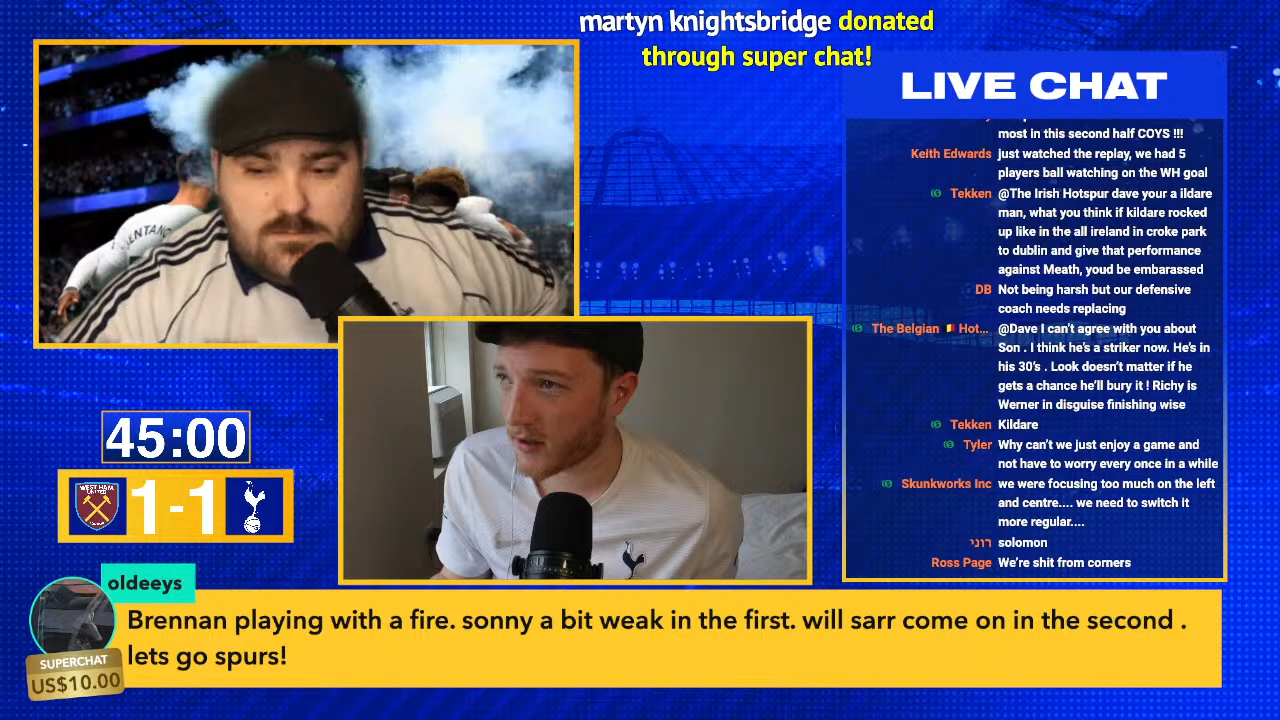 martyn knightsbridge donated
through super chat!
LIVE CHAT
most in this second half COYS !!!
Keith Edwards just watched the replay, we had 5
players ball watching on the WH goal
Tekken @The Irish Hotspur dave your a ildare
man, what you think if kildare rocked
up like in the all ireland in croke park
to dublin and give that performance
against Meath, youd be embarassed
DB Not being harsh but our defensive
coach needs replacing
The Belgian 🇧🇪 Hot... @Dave I can't agree with you about
Son . I think he's a striker now. He's in
his 30's . Look doesn't matter if he
gets a chance he'll bury it ! Richy is
Werner in disguise finishing wise
Tekken Kildare
Tyler Why can't we just enjoy a game and
not have to worry every once in a while
Skunkworks Inc we were focusing too much on the left
and centre.... we need to switch it
more regular....
רוני solomon
Ross Page We're shit from corners
BENTANC
45:00
WEST HAM
UNITED
1-1
oldeeys
Brennan playing with a fire. sonny a bit weak in the first. will sarr come on in the second .
lets go spurs!
SUPERCHAT
US$10.00